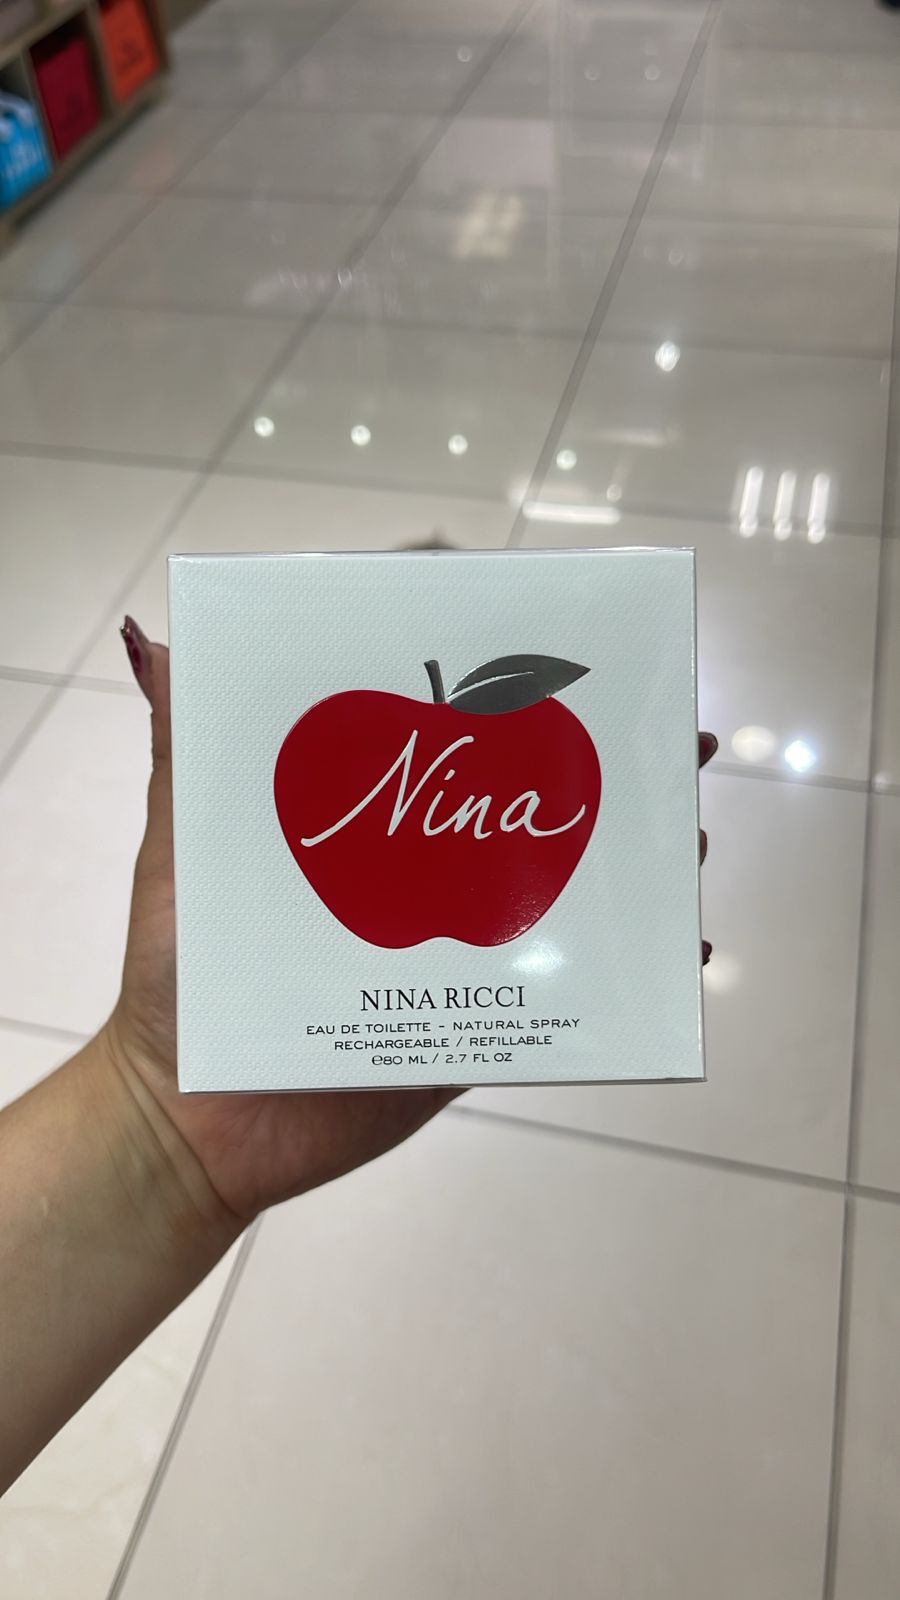 Nina
NINA RICCI
EAU DE TOILETTE - NATURAL SPRAY
RECHARGEABLE / REFILLABLE
℮80 ML / 2.7 FL OZ